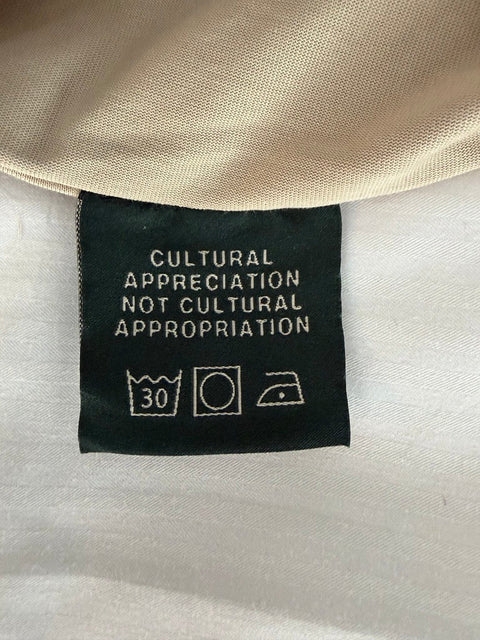 CULTURAL
APPRECIATION
NOT CULTURAL
APPROPRIATION
30